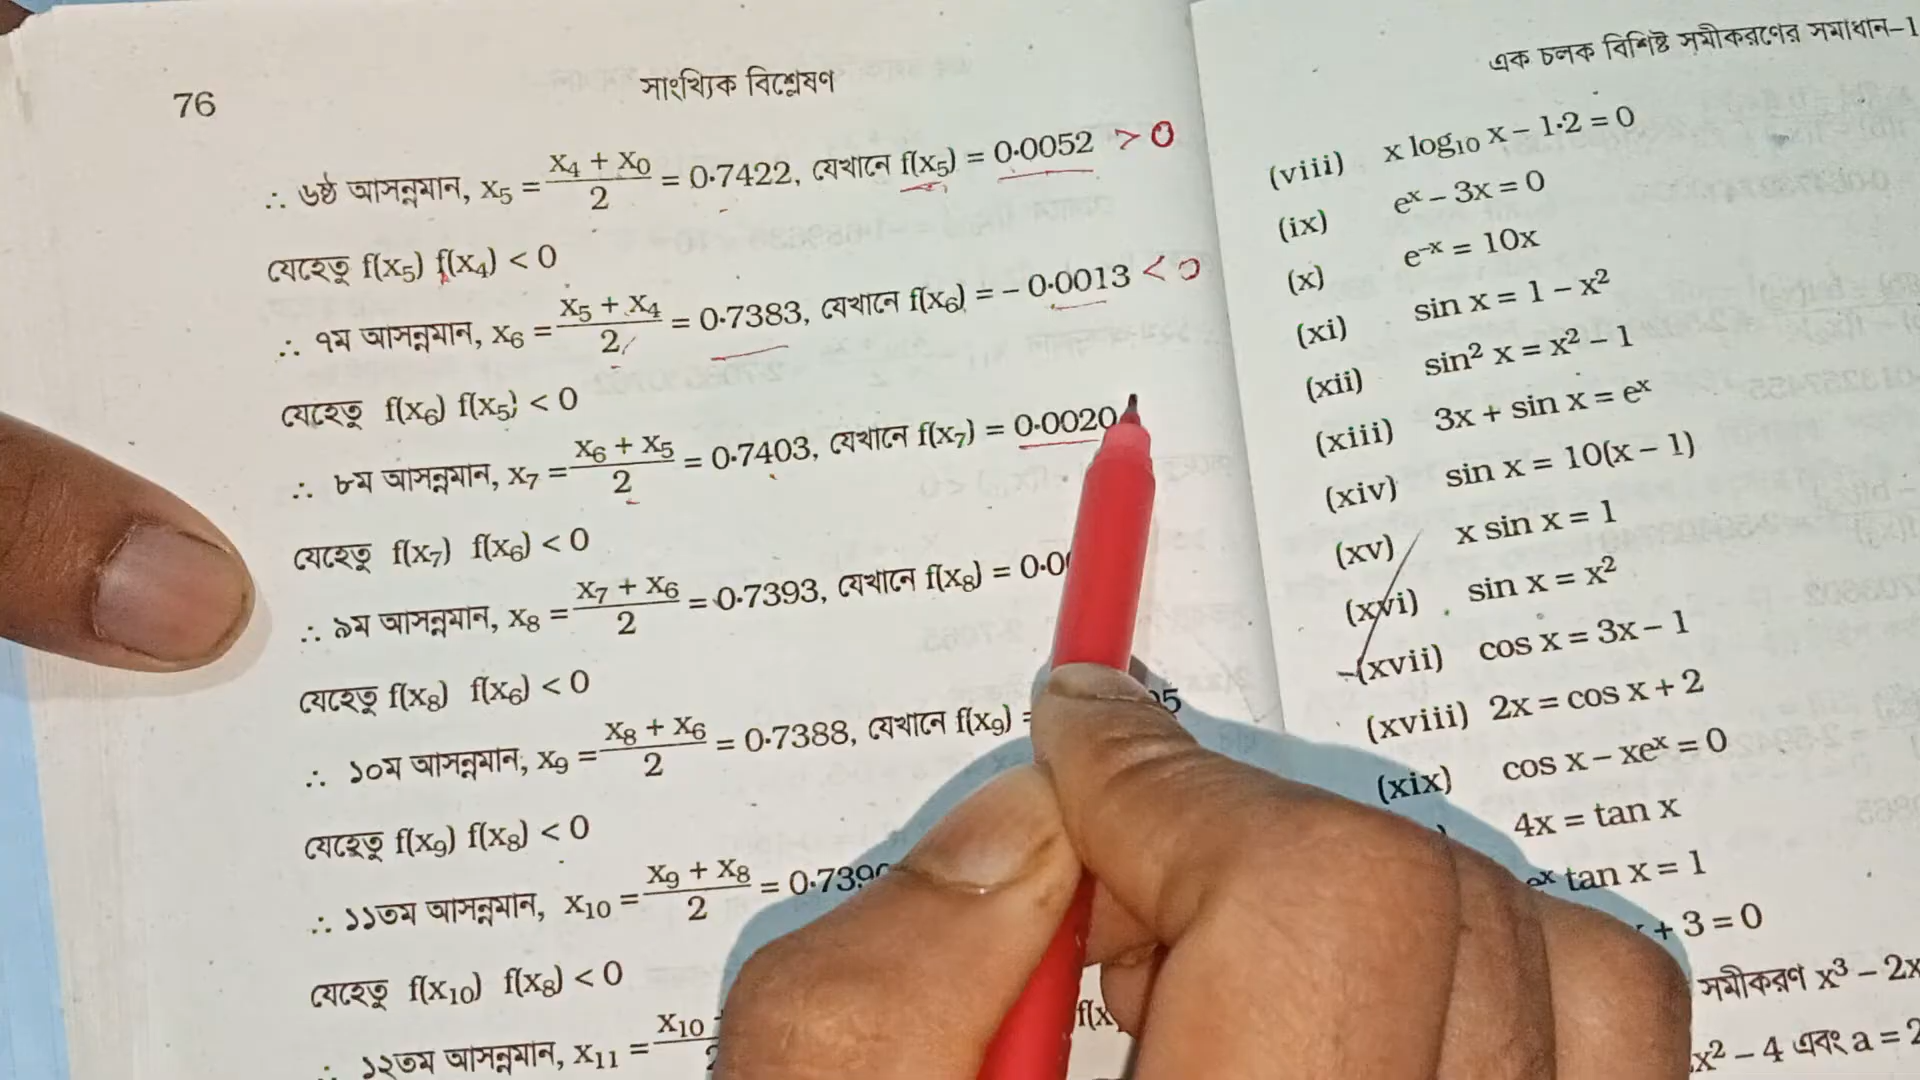 76
সাংখ্যিক বিশ্লেষণ
∴ ৬ষ্ঠ আসন্নমান, x₅ = (x₄ + x₀)/2 = 0·7422, যেখানে f(x₅) = 0·0052 > 0
যেহেতু f(x₅) f(x₄) < 0
∴ ৭ম আসন্নমান, x₆ = (x₅ + x₄)/2 = 0·7383, যেখানে f(x₆) = – 0·0013 < 0
যেহেতু f(x₆) f(x₅) < 0
∴ ৮ম আসন্নমান, x₇ = (x₆ + x₅)/2 = 0·7403, যেখানে f(x₇) = 0·0020
যেহেতু f(x₇) f(x₆) < 0
∴ ৯ম আসন্নমান, x₈ = (x₇ + x₆)/2 = 0·7393, যেখানে f(x₈) =
যেহেতু f(x₈) f(x₆) < 0
∴ ১০ম আসন্নমান, x₉ = (x₈ + x₆)/2 = 0·7388, যেখানে f(x₉) =
যেহেতু f(x₉) f(x₈) < 0
∴ ১১তম আসন্নমান, x₁₀ = (x₉ + x₈)/2 =
যেহেতু f(x₁₀) f(x₈) < 0
∴ ১২তম আসন্নমান, x₁₁ =
এক চলক বিশিষ্ট সমীকরণের সমাধান–1
(viii) x log₁₀ x – 1·2 = 0
(ix) eˣ – 3x = 0
(x) e⁻ˣ = 10x
(xi) sin x = 1 – x²
(xii) sin² x = x² – 1
(xiii) 3x + sin x = eˣ
(xiv) sin x = 10(x – 1)
(xv) x sin x = 1
(xvi) sin x = x²
(xvii) cos x = 3x – 1
(xviii) 2x = cos x + 2
(xix) cos x – xeˣ = 0
4x = tan x
tan x = 1
+ 3 = 0
সমীকরণ x³ – 2x
x² – 4 এবং a = 2